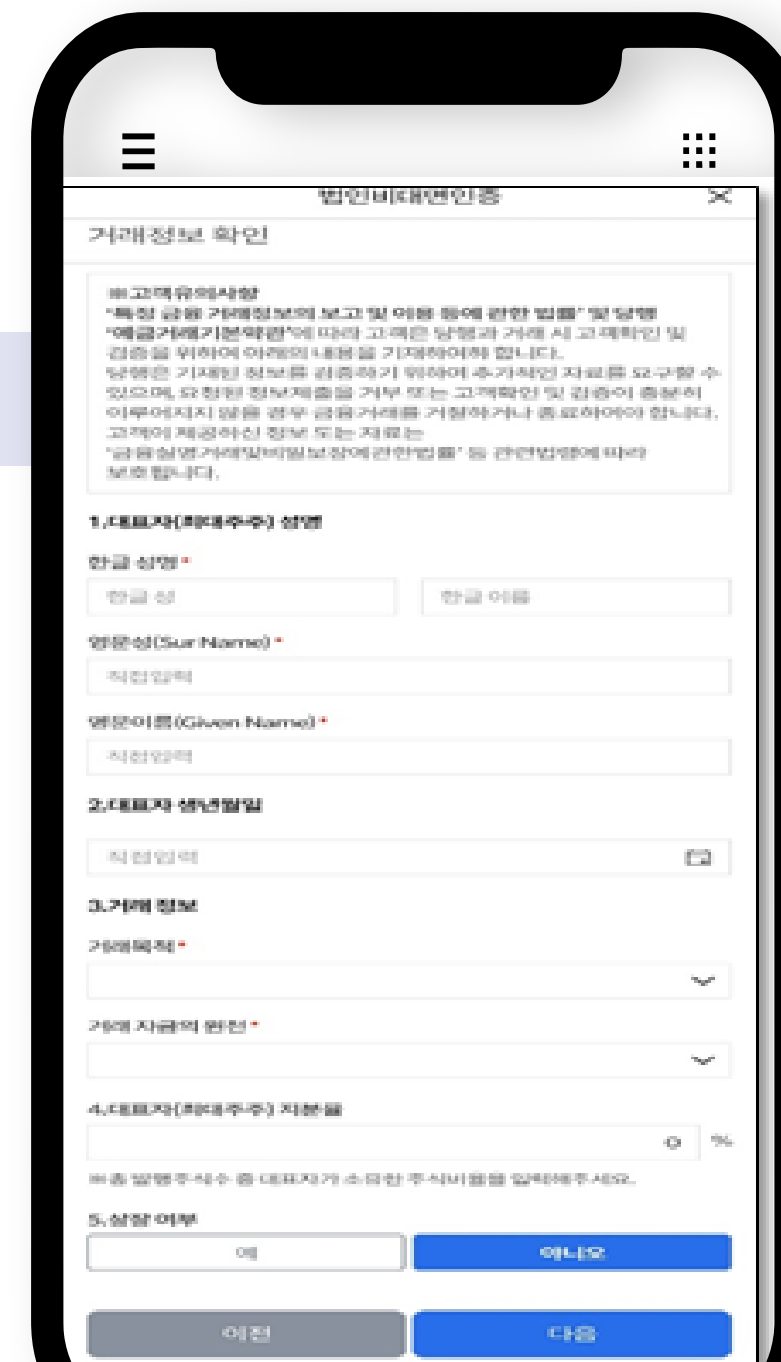 법인비대면인증
거래정보 확인
※고객유의사항
"특정 금융 거래정보의 보고 및 이용 등에 관한 법률" 및 당행
"예금거래기본약관"에 따라 고객은 당행과 거래 시 고객확인 및
검증을 위하여 아래의 내용을 기재하여야 합니다.
당행은 기재된 정보를 검증하기 위하여 추가적인 자료를 요구할 수
있으며, 요청된 정보제출을 거부 또는 고객확인 및 검증이 충분히
이루어지지 않을 경우 금융거래를 거절하거나 종료하여야 합니다.
고객이 제공하신 정보 또는 자료는
"금융실명거래및비밀보장에관한법률" 등 관련법령에 따라
보호됩니다.
1.대표자(최대주주) 성명
한글 성명*
한글 성 한글 이름
영문성(Sur Name)*
직접입력
영문이름(Given Name)*
직접입력
2.대표자 생년월일
직접입력
3.거래 정보
거래목적*
거래 자금의 원천*
4.대표자(최대주주) 지분율
0 %
※총 발행주식수 중 대표자가 소유한 주식비율을 입력해주세요.
5.상장 여부
예 아니오
이전 다음